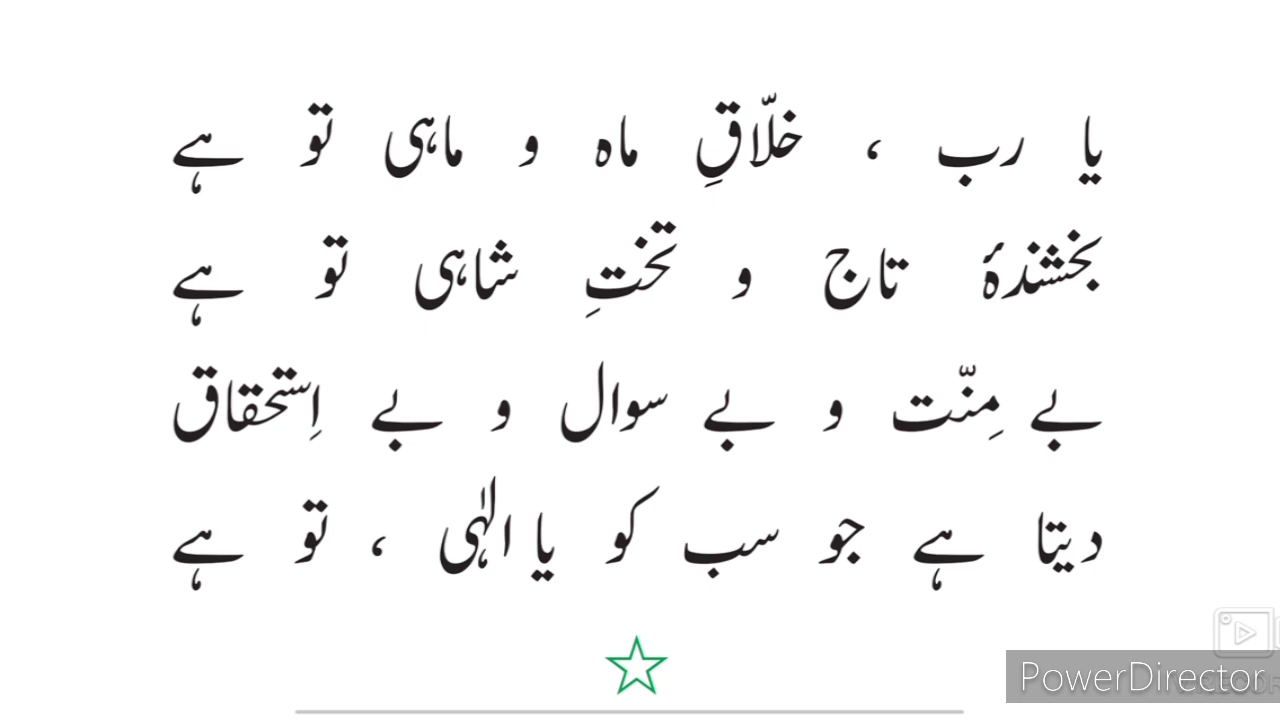 یا رب ، خلّاقِ ماہ و ماہی تو ہے
بخشندۂ تاج و تختِ شاہی تو ہے
بے مِنّت و بے سوال و بے اِستحقاق
دیتا ہے جو سب کو یا الٰہی ، تو ہے
PowerDirector